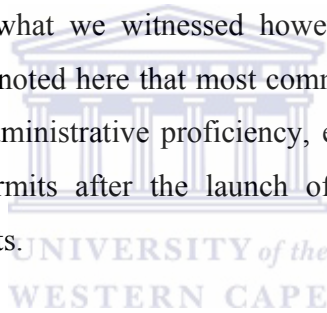 what we witnessed howe
noted here that most comm
ministrative proficiency, e
rmits after the launch of
ts.
UNIVERSITY of the
WESTERN CAPE